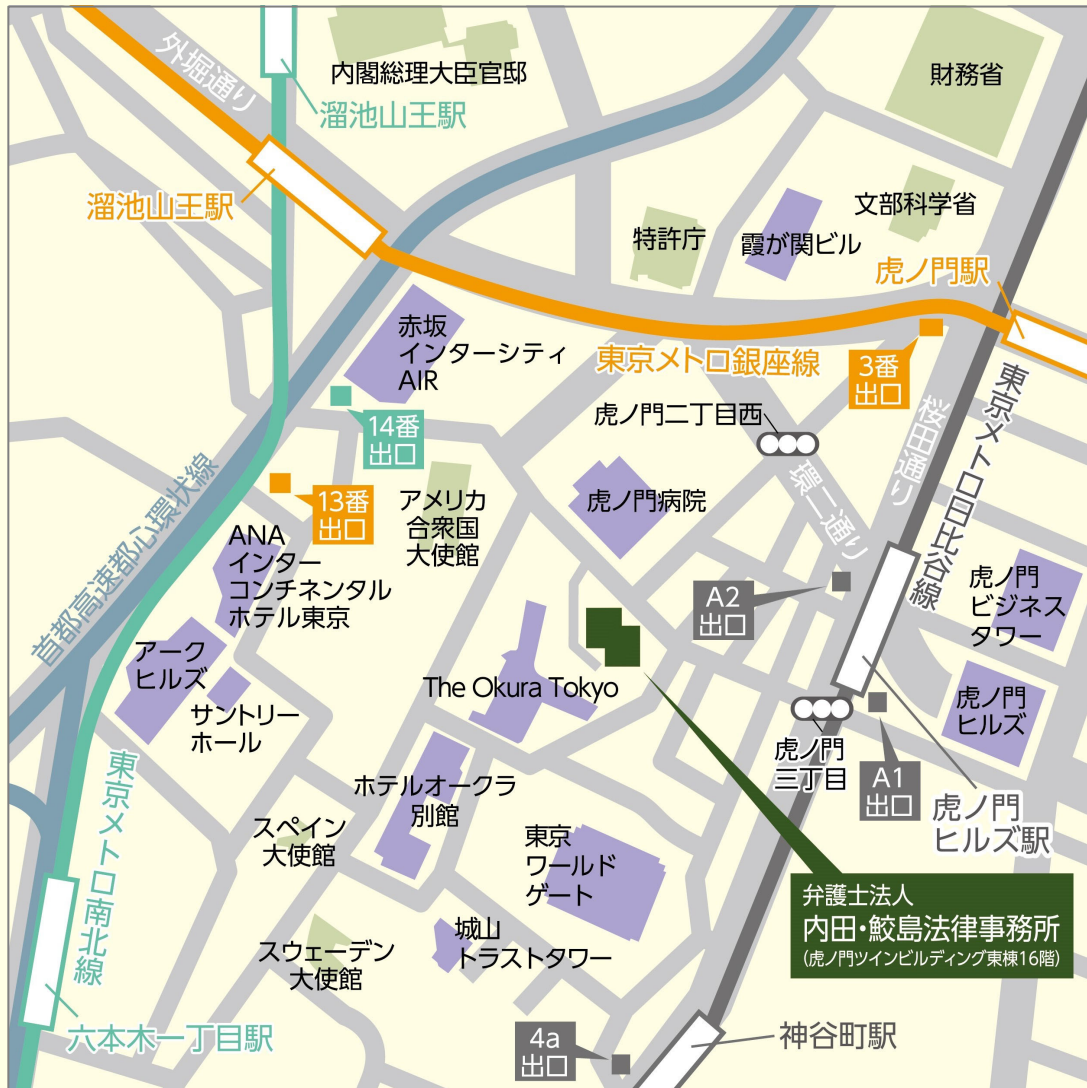 内閣総理大臣官邸
財務省
外堀通り
溜池山王駅
溜池山王駅
文部科学省
特許庁
霞が関ビル
虎ノ門駅
赤坂
インターシティ
AIR
東京メトロ銀座線
3番
出口
14番
出口
虎ノ門二丁目西
桜田通り
東京メトロ日比谷線
環二通り
首都高速都心環状線
13番
出口
アメリカ
合衆国
大使館
虎ノ門病院
ANA
インター
コンチネンタル
ホテル東京
A2
出口
虎ノ門
ビジネス
タワー
アーク
ヒルズ
サントリー
ホール
The Okura Tokyo
虎ノ門
ヒルズ
虎ノ門
三丁目
A1
出口
虎ノ門
ヒルズ駅
東京メトロ南北線
ホテルオークラ
別館
スペイン
大使館
東京
ワールド
ゲート
弁護士法人
内田・鮫島法律事務所
(虎ノ門ツインビルディング東棟16階)
スウェーデン
大使館
城山
トラストタワー
六本木一丁目駅
4a
出口
神谷町駅